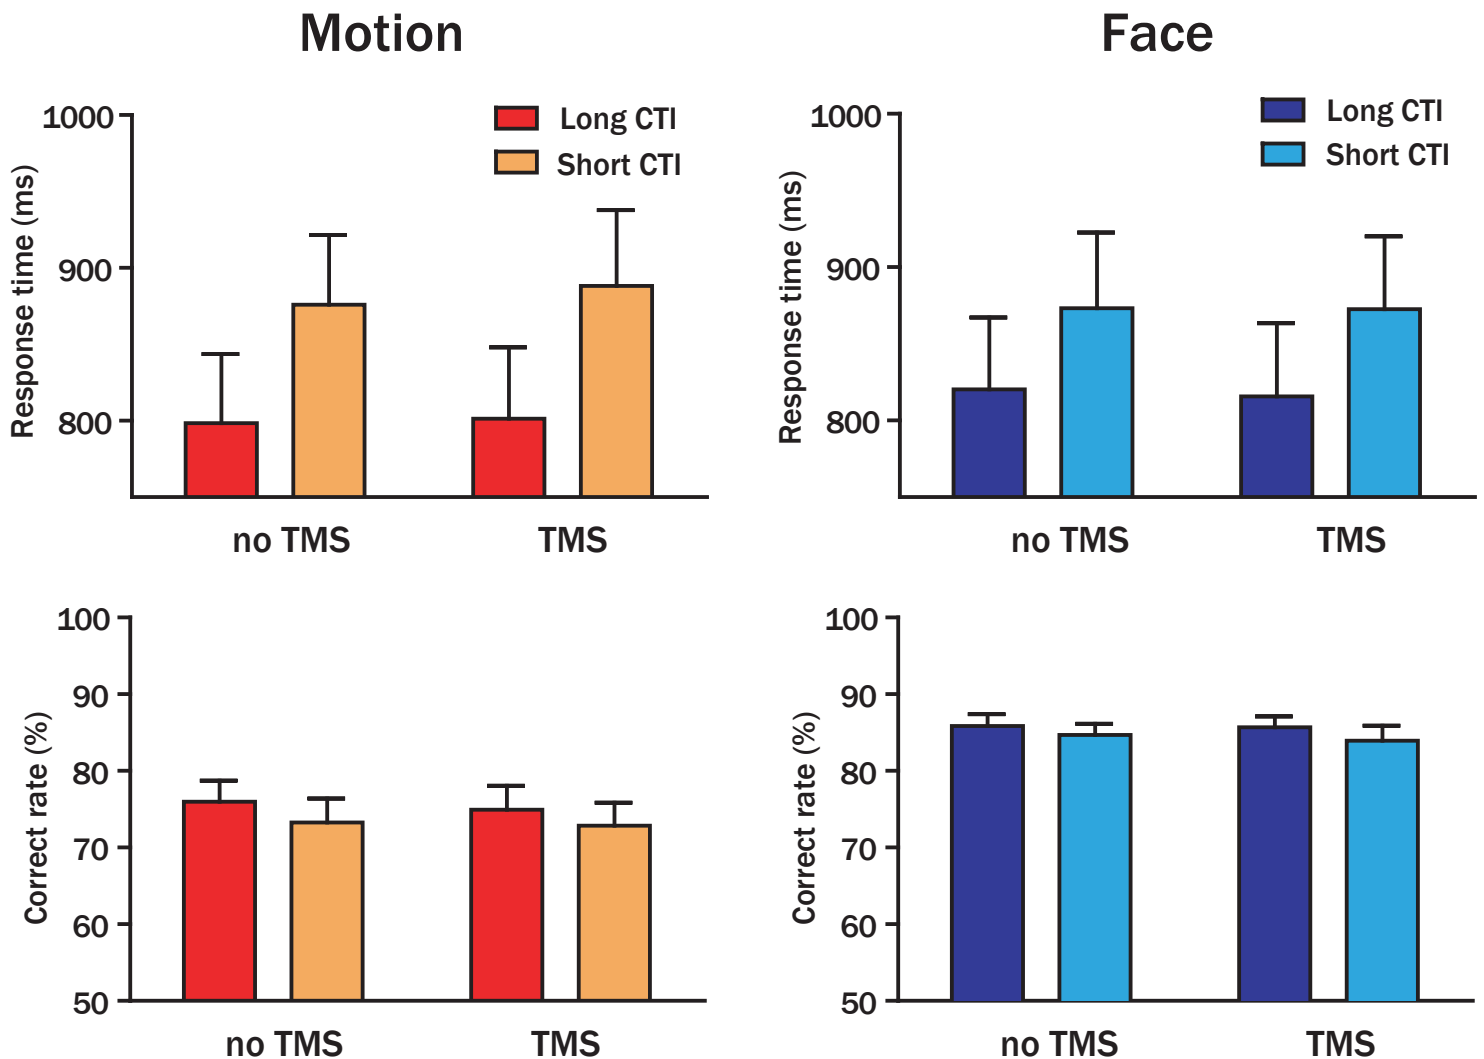 Motion
Face
1000
900
800
Response time (ms)
Long CTI
Short CTI
no TMS
TMS
1000
900
800
Response time (ms)
Long CTI
Short CTI
no TMS
TMS
100
90
80
70
60
50
Correct rate (%)
no TMS
TMS
100
90
80
70
60
50
Correct rate (%)
no TMS
TMS